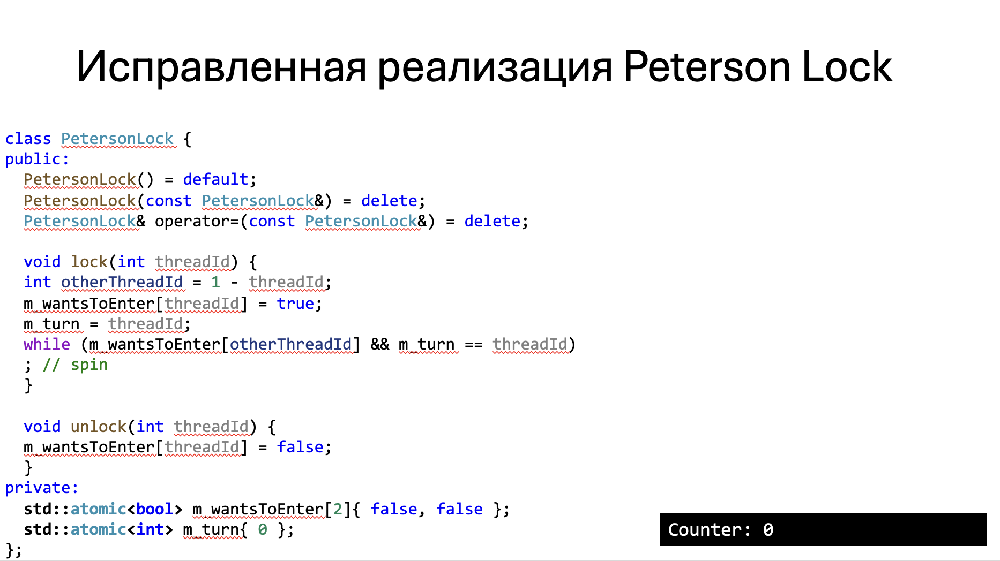 Исправленная реализация Peterson Lock
class PetersonLock {
public:
PetersonLock() = default;
PetersonLock(const PetersonLock&) = delete;
PetersonLock& operator=(const PetersonLock&) = delete;
void lock(int threadId) {
int otherThreadId = 1 - threadId;
m_wantsToEnter[threadId] = true;
m_turn = threadId;
while (m_wantsToEnter[otherThreadId] && m_turn == threadId)
; // spin
}
void unlock(int threadId) {
m_wantsToEnter[threadId] = false;
}
private:
std::atomic<bool> m_wantsToEnter[2]{ false, false };
std::atomic<int> m_turn{ 0 };
};
Counter: 0